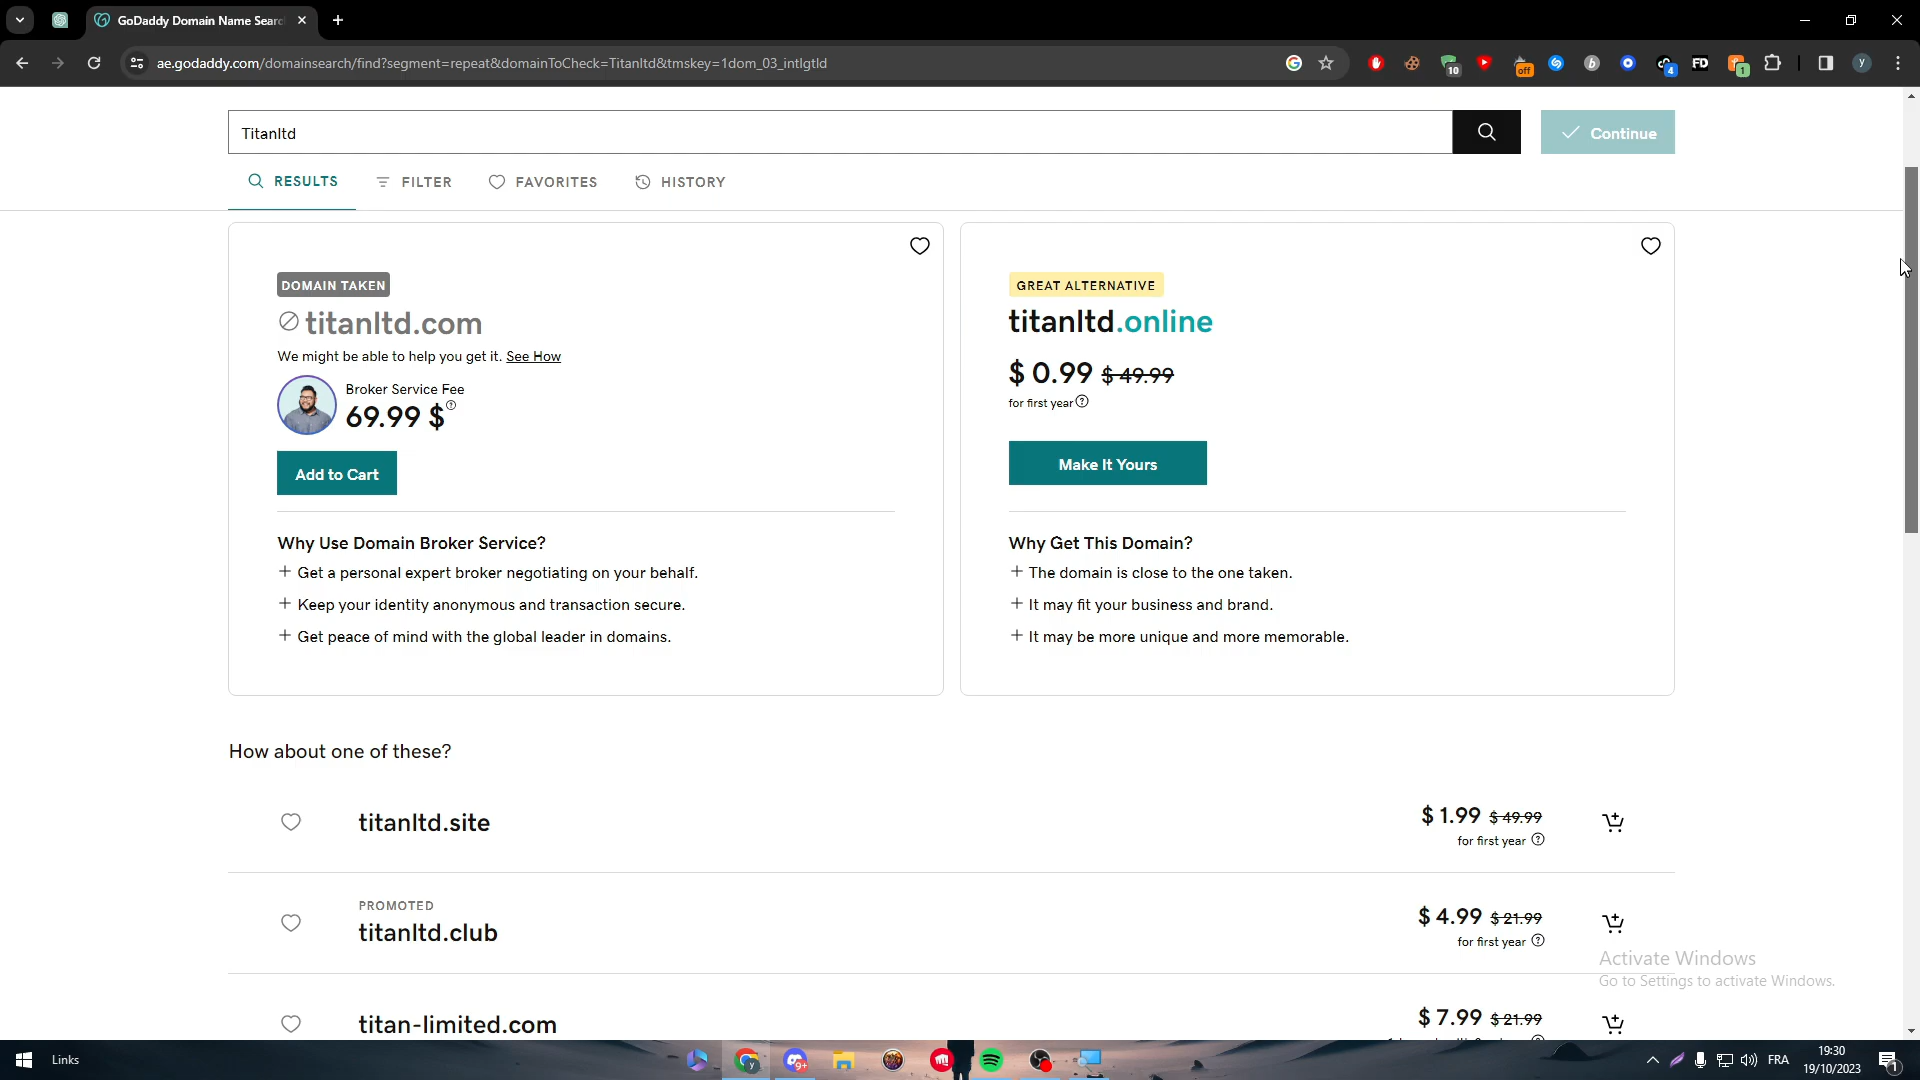 GoDaddy Domain Name Searc
ae.godaddy.com/domainsearch/find?segment=repeat&domainToCheck=Titanltd&tmskey=1dom_03_intlgtld
10
off
b
4
FD
1
y
Titanltd
Continue
RESULTS
FILTER
FAVORITES
HISTORY
DOMAIN TAKEN
titanltd.com
We might be able to help you get it. See How
Broker Service Fee
69.99 $
Add to Cart
Why Use Domain Broker Service?
+ Get a personal expert broker negotiating on your behalf.
+ Keep your identity anonymous and transaction secure.
+ Get peace of mind with the global leader in domains.
GREAT ALTERNATIVE
titanltd.online
$ 0.99 $ 49.99
for first year
Make It Yours
Why Get This Domain?
+ The domain is close to the one taken.
+ It may fit your business and brand.
+ It may be more unique and more memorable.
How about one of these?
titanltd.site
$ 1.99 $ 49.99
for first year
PROMOTED
titanltd.club
$ 4.99 $ 21.99
for first year
titan-limited.com
$ 7.99 $ 21.99
Activate Windows
Go to Settings to activate Windows.
Links
y
9+
FRA
19:30
19/10/2023
1